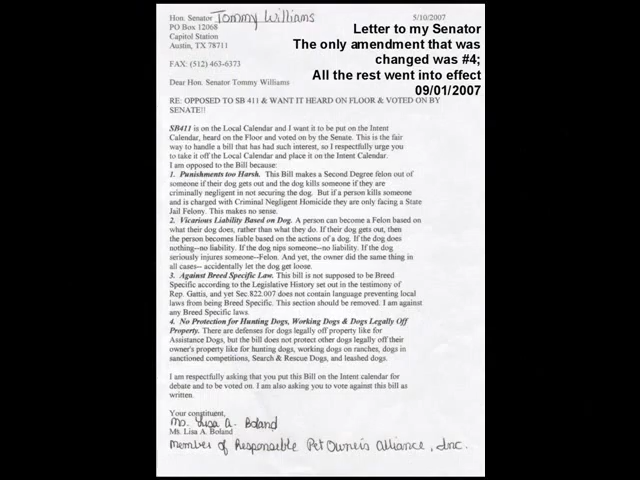 Hon. Senator Tommy Williams 5/10/2007
PO Box 12068
Capitol Station
Austin, TX 78711
FAX: (512) 463-6373
Letter to my Senator
The only amendment that was
changed was #4;
All the rest went into effect
09/01/2007
Dear Hon. Senator Tommy Williams
RE: OPPOSED TO SB 411 & WANT IT HEARD ON FLOOR & VOTED ON BY
SENATE!!
SB411 is on the Local Calendar and I want it to be put on the Intent
Calendar, heard on the Floor and voted on by the Senate. This is the fair
way to handle a bill that has had such interest, so I respectfully urge you
to take it off the Local Calendar and place it on the Intent Calendar.
I am opposed to the Bill because:
1. Punishments too Harsh. This Bill makes a Second Degree felon out of
someone if their dog gets out and the dog kills someone if they are
criminally negligent in not securing the dog. But if a person kills someone
and is charged with Criminal Negligent Homicide they are only facing a State
Jail Felony. This makes no sense.
2. Vicarious Liability Based on Dog. A person can become a Felon based on
what their dog does, rather than what they do. If their dog gets out, then
the person becomes liable based on the actions of a dog. If the dog does
nothing--no liability. If the dog nips someone--no liability. If the dog
seriously injures someone--Felon. And yet, the owner did the same thing in
all cases-- accidentally let the dog get loose.
3. Against Breed Specific Law. This bill is not supposed to be Breed
Specific according to the Legislative History set out in the testimony of
Rep. Gattis, and yet Sec 822.007 does not contain language preventing local
laws from being Breed Specific. This section should be removed. I am against
any Breed Specific laws.
4. No Protection for Hunting Dogs, Working Dogs & Dogs Legally Off
Property. There are defenses for dogs legally off property like for
Assistance Dogs, but the bill does not protect other dogs legally off their
owner's property like for hunting dogs, working dogs on ranches, dogs in
sanctioned competitions, Search & Rescue Dogs, and leashed dogs.
I am respectfully asking that you put this Bill on the Intent calendar for
debate and to be voted on. I am also asking you to vote against this bill as
written.
Your constituent,
Ms. Lisa A. Boland
Ms. Lisa A. Boland
Member of Responsible Pet Owners Alliance, Inc.